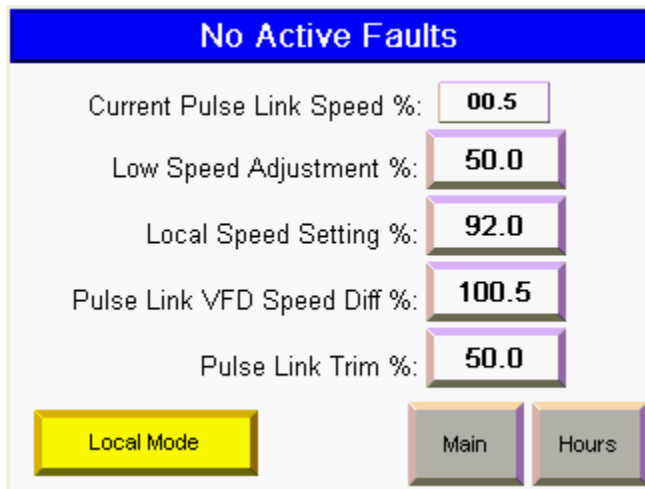 No Active Faults
Current Pulse Link Speed %: 00.5
Low Speed Adjustment %: 50.0
Local Speed Setting %: 92.0
Pulse Link VFD Speed Diff %: 100.5
Pulse Link Trim %: 50.0
Local Mode Main Hours